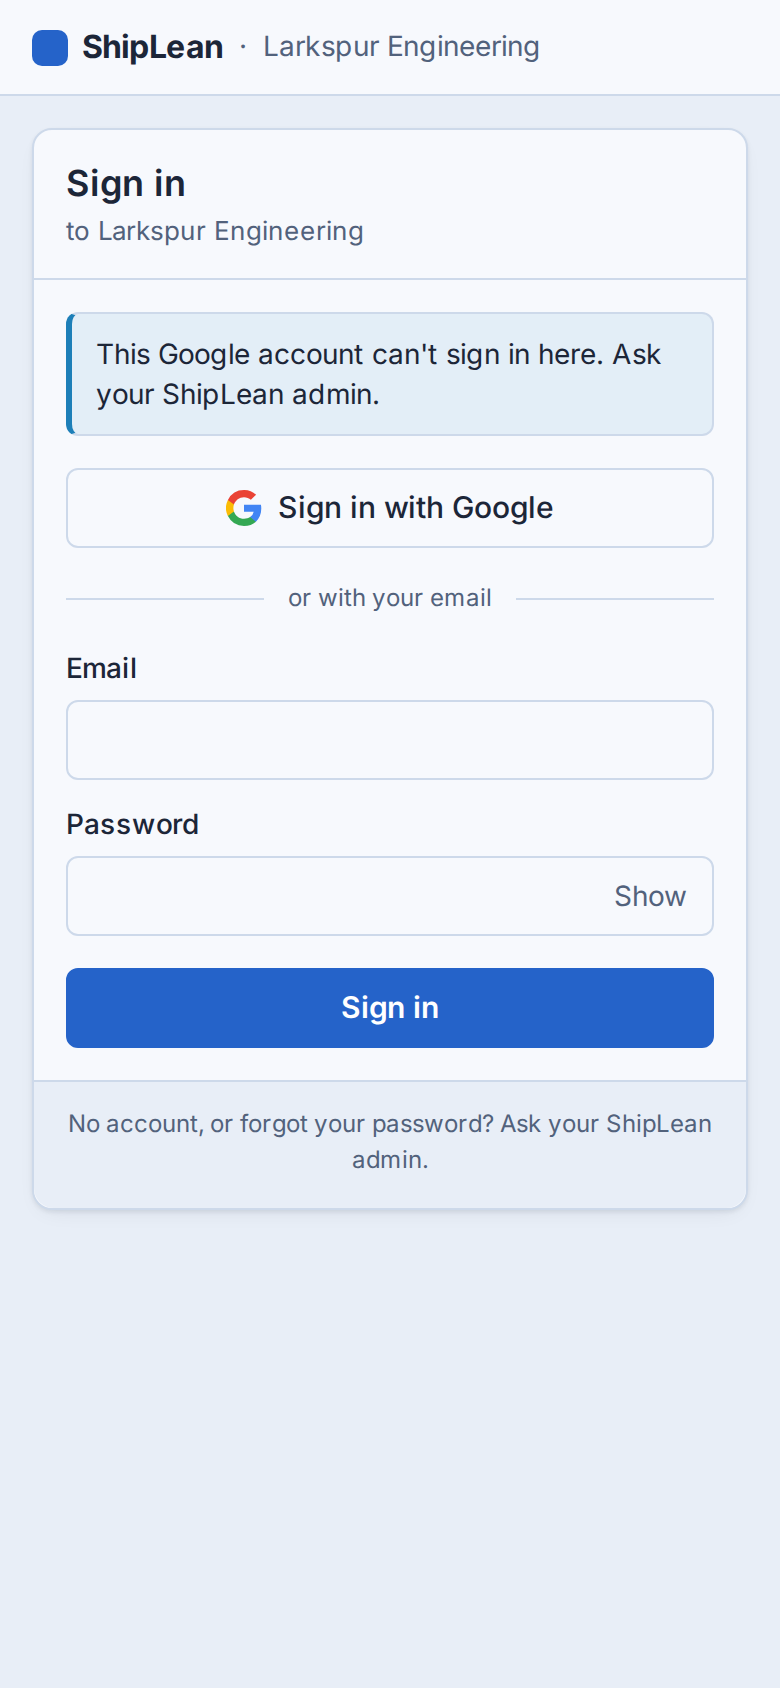 ShipLean · Larkspur Engineering
Sign in
to Larkspur Engineering
This Google account can't sign in here. Ask
your ShipLean admin.
Sign in with Google
or with your email
Email
Password
Show
Sign in
No account, or forgot your password? Ask your ShipLean
admin.